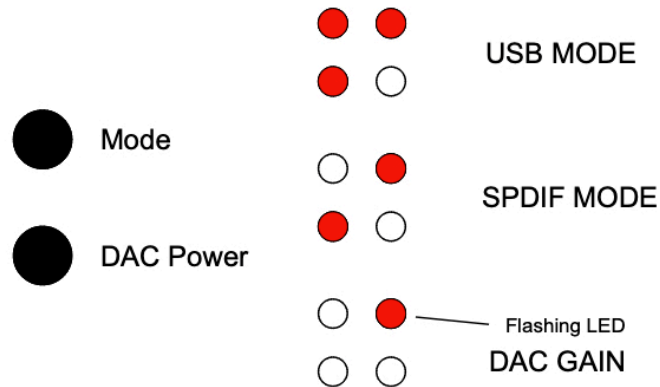 USB MODE
Mode
SPDIF MODE
DAC Power
Flashing LED
DAC GAIN